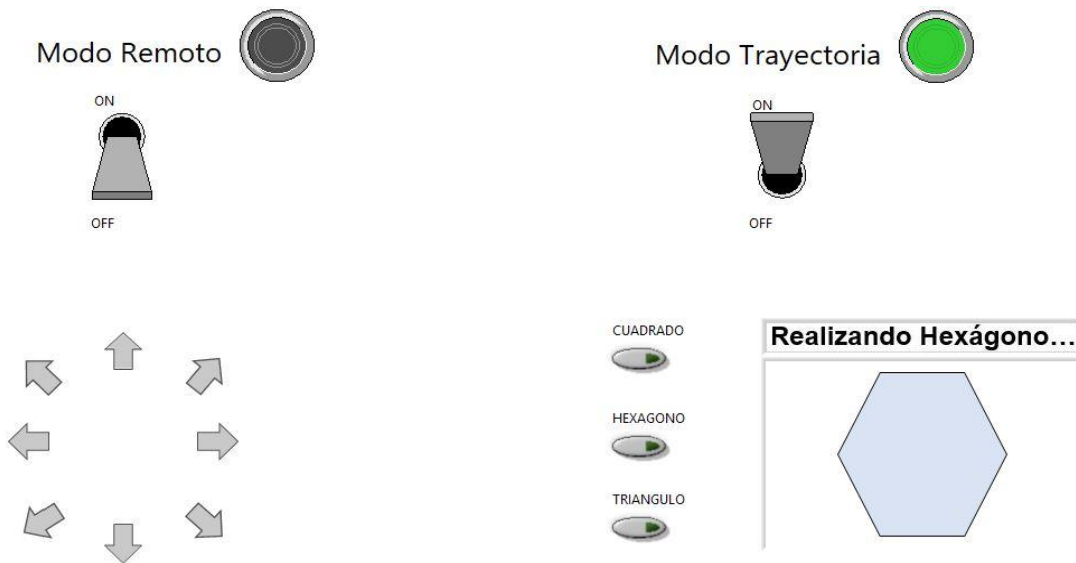 Modo Remoto
ON
OFF
Modo Trayectoria
ON
OFF
CUADRADO
HEXAGONO
TRIANGULO
Realizando Hexágono...